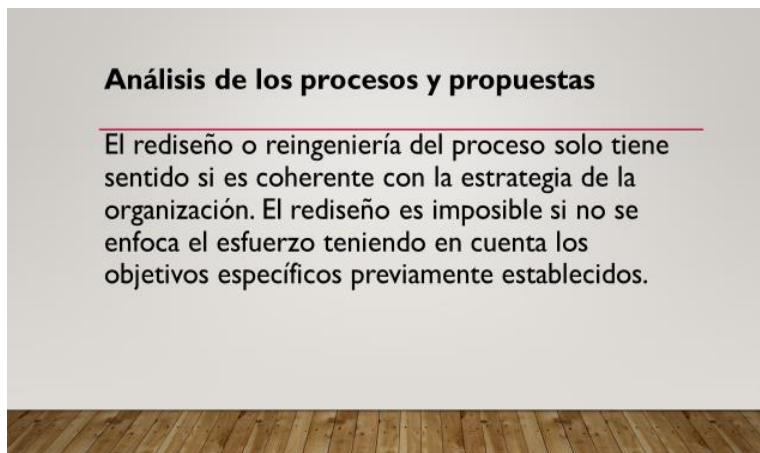 Análisis de los procesos y propuestas
El rediseño o reingeniería del proceso solo tiene
sentido si es coherente con la estrategia de la
organización. El rediseño es imposible si no se
enfoca el esfuerzo teniendo en cuenta los
objetivos específicos previamente establecidos.